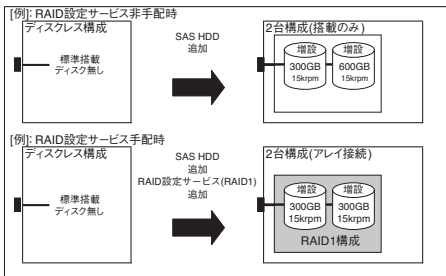 [例]: RAID設定サービス非手配時
ディスクレス構成
標準搭載
ディスク無し
SAS HDD
追加
2台構成(搭載のみ)
増設
300GB
15krpm
増設
600GB
15krpm
[例]: RAID設定サービス手配時
ディスクレス構成
標準搭載
ディスク無し
SAS HDD
追加
RAID設定サービス(RAID1)
追加
2台構成(アレイ接続)
増設
300GB
15krpm
増設
300GB
15krpm
RAID1構成